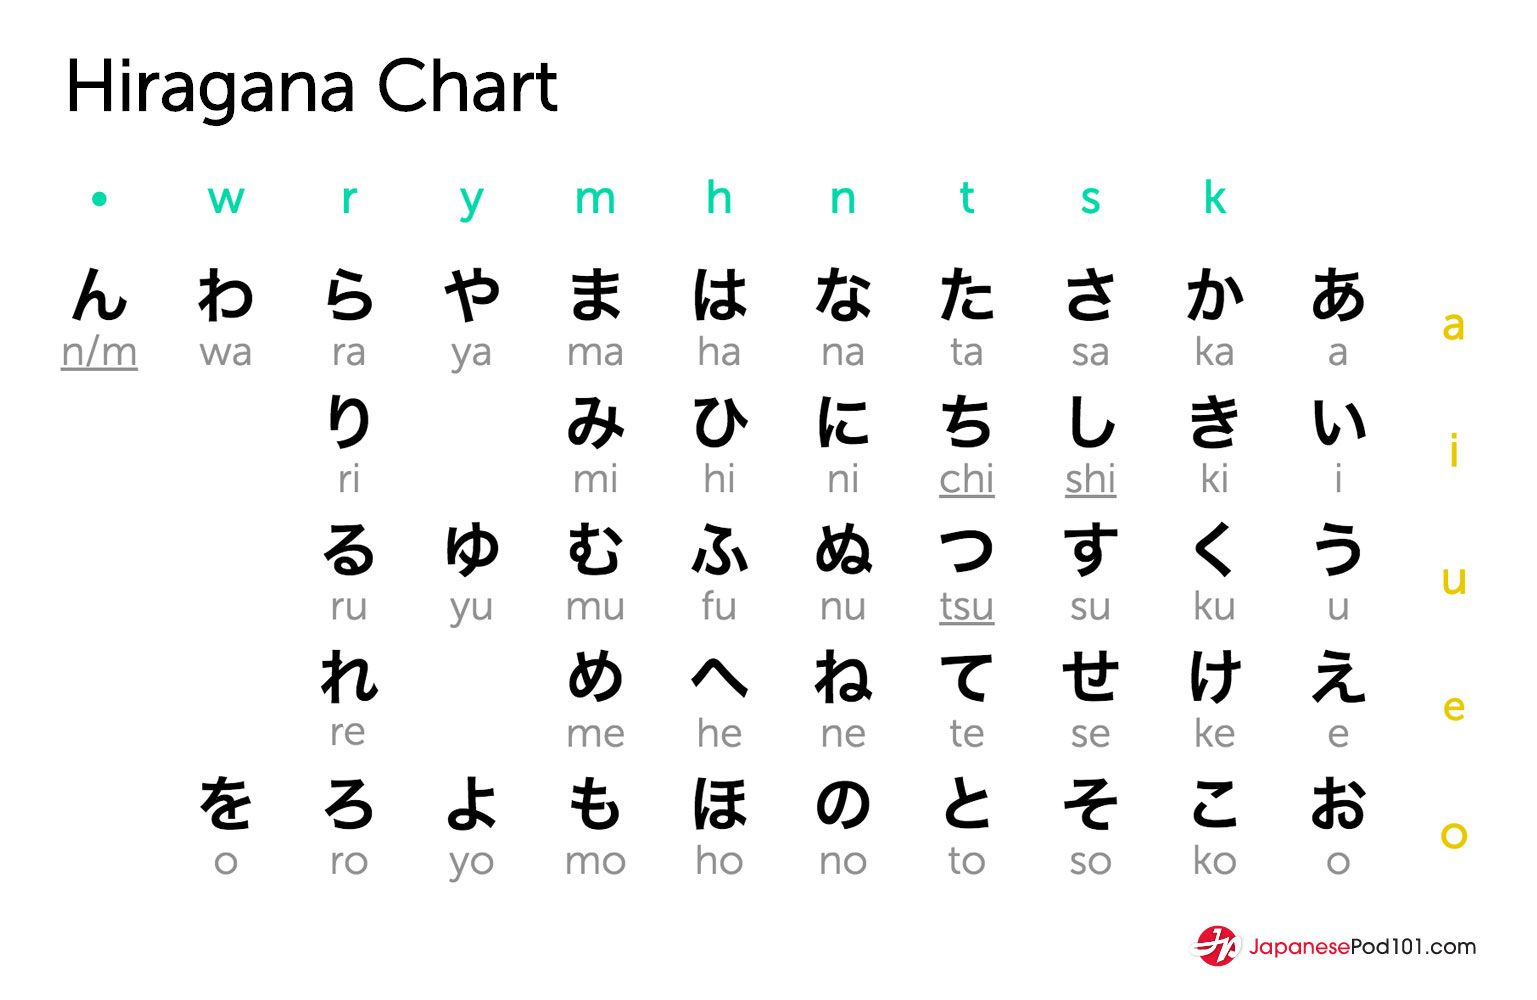 Hiragana Chart
• w r y m h n t s k
ん わ ら や ま は な た さ か あ
n/m wa ra ya ma ha na ta sa ka a
a
り み ひ に ち し き い
ri mi hi ni chi shi ki i
i
る ゆ む ふ ぬ つ す く う
ru yu mu fu nu tsu su ku u
u
れ め へ ね て せ け え
re me he ne te se ke e
e
を ろ よ も ほ の と そ こ お
o ro yo mo ho no to so ko o
o
JapanesePod101.com